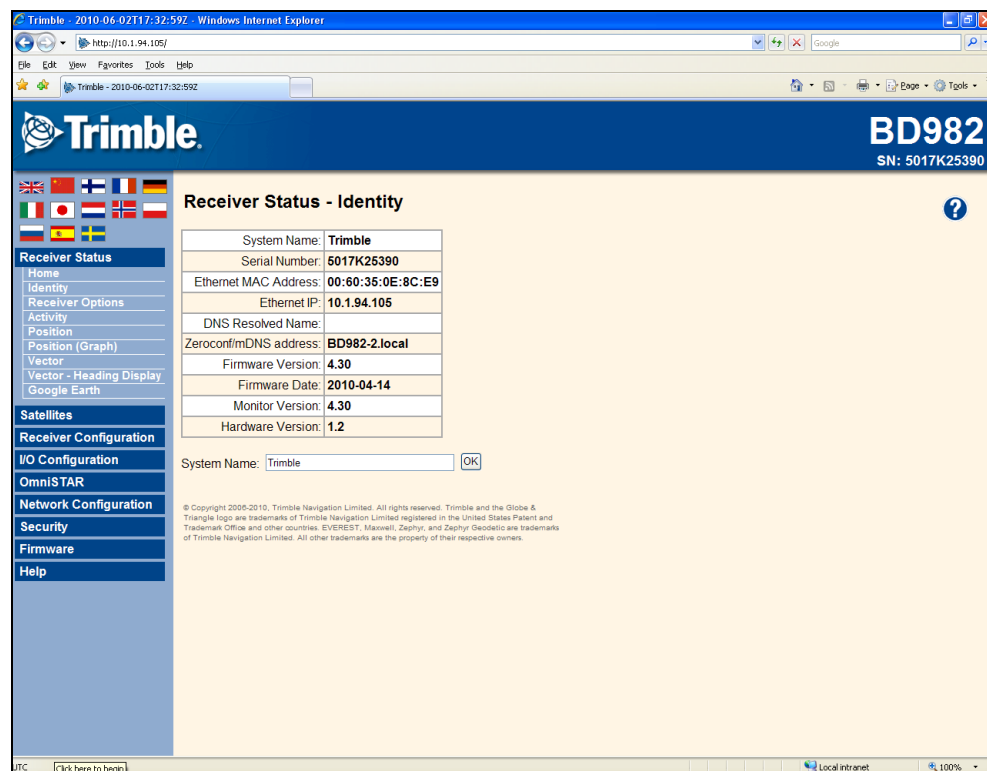 Trimble - 2010-06-02T17:32:59Z - Windows Internet Explorer
http://10.1.94.105/
Google
File Edit View Favorites Tools Help
Trimble - 2010-06-02T17:32:59Z
Page Tools
Trimble.
BD982
SN: 5017K25390
Receiver Status - Identity
?
System Name: Trimble
Serial Number: 5017K25390
Ethernet MAC Address: 00:60:35:0E:8C:E9
Ethernet IP: 10.1.94.105
DNS Resolved Name:
Zeroconf/mDNS address: BD982-2.local
Firmware Version: 4.30
Firmware Date: 2010-04-14
Monitor Version: 4.30
Hardware Version: 1.2
System Name: Trimble OK
© Copyright 2006-2010, Trimble Navigation Limited. All rights reserved. Trimble and the Globe &
Triangle logo are trademarks of Trimble Navigation Limited registered in the United States Patent and
Trademark Office and other countries. EVEREST, Maxwell, Zephyr, and Zephyr Geodetic are trademarks
of Trimble Navigation Limited. All other trademarks are the property of their respective owners.
Receiver Status
Home
Identity
Receiver Options
Activity
Position
Position (Graph)
Vector
Vector - Heading Display
Google Earth
Satellites
Receiver Configuration
I/O Configuration
OmniSTAR
Network Configuration
Security
Firmware
Help
UTC
Click here to begin
Local intranet
100%